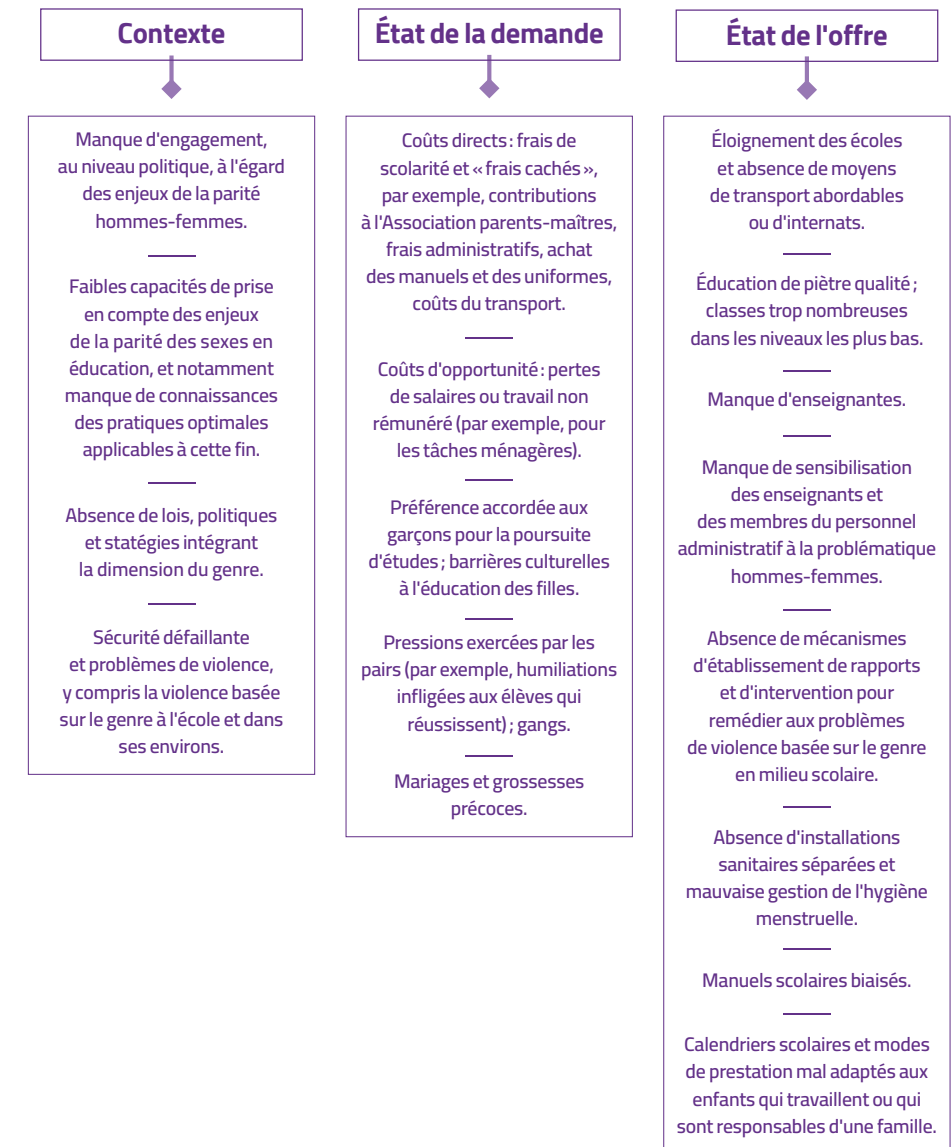 Contexte
Manque d'engagement,
au niveau politique, à l'égard
des enjeux de la parité
hommes-femmes.
Faibles capacités de prise
en compte des enjeux
de la parité des sexes en
éducation, et notamment
manque de connaissances
des pratiques optimales
applicables à cette fin.
Absence de lois, politiques
et statégies intégrant
la dimension du genre.
Sécurité défaillante
et problèmes de violence,
y compris la violence basée
sur le genre à l'école et dans
ses environs.
État de la demande
Coûts directs : frais de
scolarité et « frais cachés »,
par exemple, contributions
à l'Association parents-maîtres,
frais administratifs, achat
des manuels et des uniformes,
coûts du transport.
Coûts d'opportunité : pertes
de salaires ou travail non
rémunéré (par exemple, pour
les tâches ménagères).
Préférence accordée aux
garçons pour la poursuite
d'études ; barrières culturelles
à l'éducation des filles.
Pressions exercées par les
pairs (par exemple, humiliations
infligées aux élèves qui
réussissent) ; gangs.
Mariages et grossesses
précoces.
État de l'offre
Éloignement des écoles
et absence de moyens
de transport abordables
ou d'internats.
Éducation de piètre qualité ;
classes trop nombreuses
dans les niveaux les plus bas.
Manque d'enseignantes.
Manque de sensibilisation
des enseignants et
des membres du personnel
administratif à la problématique
hommes-femmes.
Absence de mécanismes
d'établissement de rapports
et d'intervention pour
remédier aux problèmes
de violence basée sur le genre
en milieu scolaire.
Absence d'installations
sanitaires séparées et
mauvaise gestion de l'hygiène
menstruelle.
Manuels scolaires biaisés.
Calendriers scolaires et modes
de prestation mal adaptés aux
enfants qui travaillent ou qui
sont responsables d'une famille.